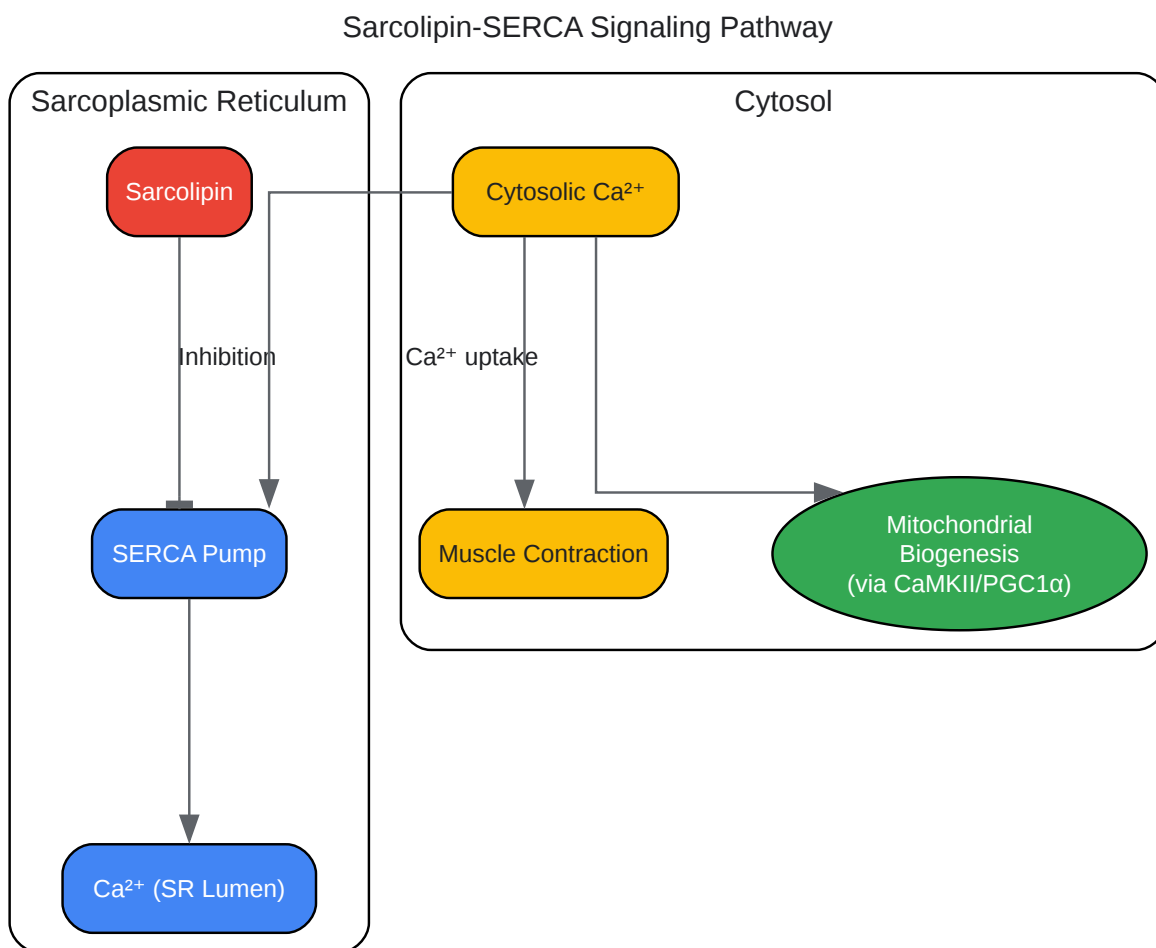 Sarcolipin-SERCA Signaling Pathway
Sarcoplasmic Reticulum
Cytosol
Sarcolipin
Cytosolic Ca²⁺
Inhibition
Ca²⁺ uptake
SERCA Pump
Muscle Contraction
Mitochondrial
Biogenesis
(via CaMKII/PGC1α)
Ca²⁺ (SR Lumen)